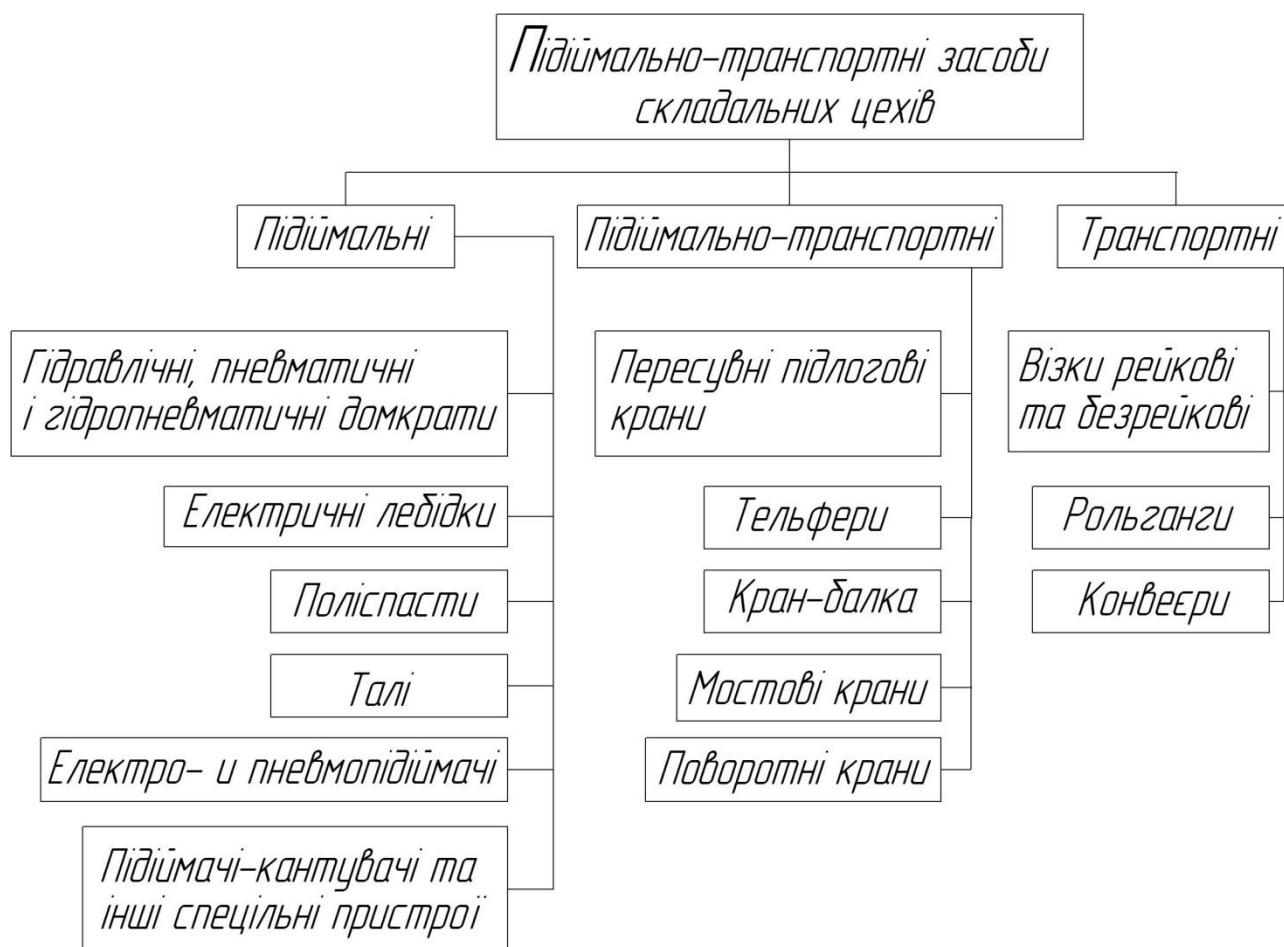 Підіймально-транспортні засоби
складальних цехів
Підіймальні
Підіймально-транспортні
Транспортні
Гідравлічні, пневматичні
і гідропневматичні домкрати
Електричні лебідки
Поліспасти
Талі
Електро- и пневмопідіймачі
Підіймачі-кантувачі та
інші спецільні пристрої
Пересувні підлогові
крани
Тельфери
Кран-балка
Мостові крани
Поворотні крани
Візки рейкові
та безрейкові
Рольганги
Конвеєри